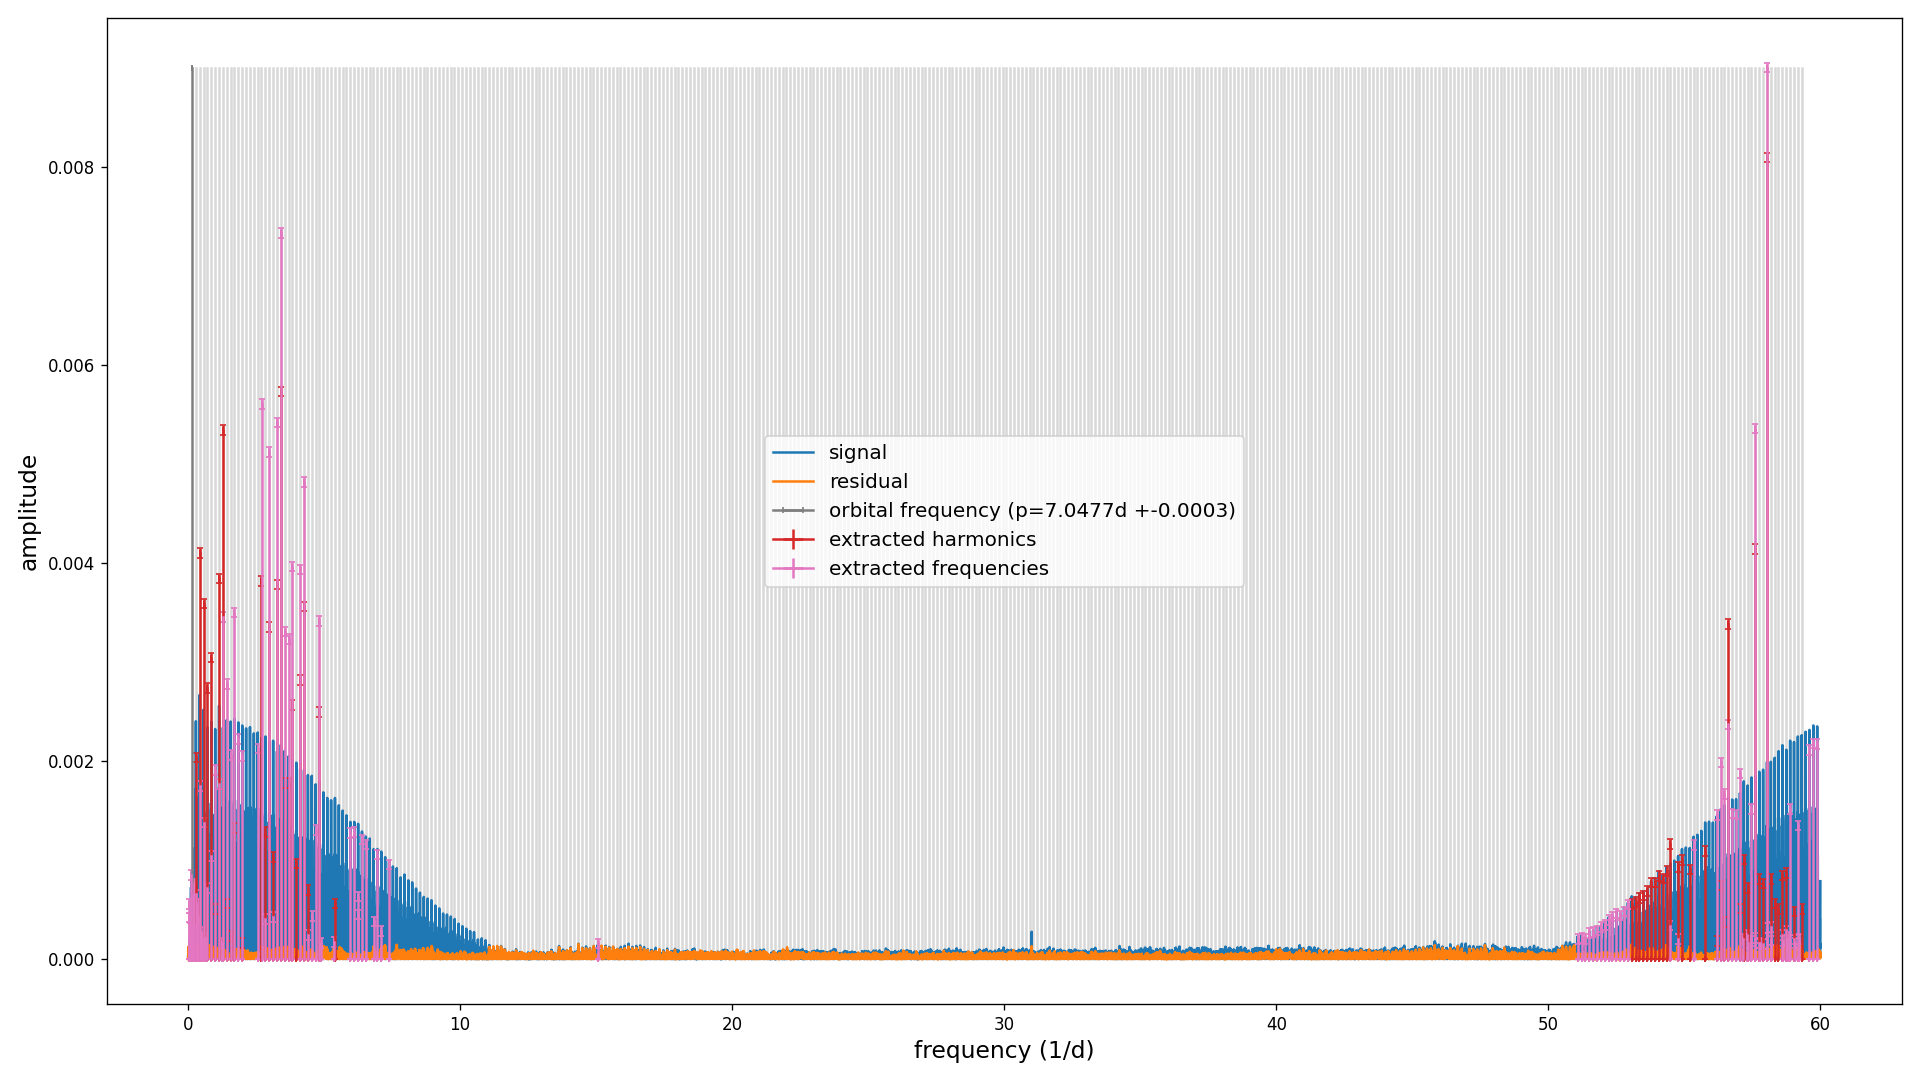 0.008
0.006
0.004
0.002
0.000
amplitude
signal
residual
orbital frequency (p=7.0477d +-0.0003)
extracted harmonics
extracted frequencies
0 10 20 30 40 50 60
frequency (1/d)